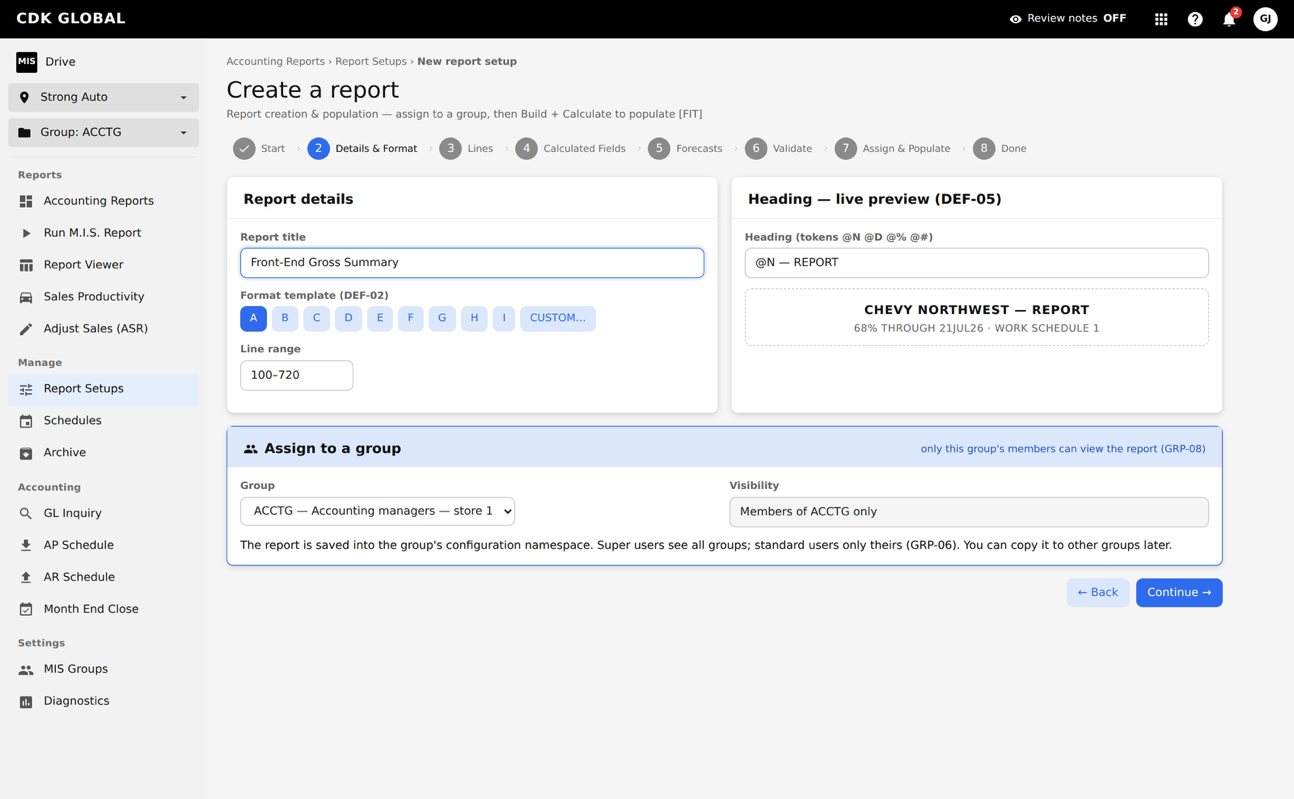 CDK GLOBAL
Review notes OFF
2
GJ
MIS Drive
Strong Auto
Group: ACCTG
Reports
Accounting Reports
Run M.I.S. Report
Report Viewer
Sales Productivity
Adjust Sales (ASR)
Manage
Report Setups
Schedules
Archive
Accounting
GL Inquiry
AP Schedule
AR Schedule
Month End Close
Settings
MIS Groups
Diagnostics
Accounting Reports › Report Setups › New report setup
Create a report
Report creation & population — assign to a group, then Build + Calculate to populate [FIT]
Start › 2 Details & Format › 3 Lines › 4 Calculated Fields › 5 Forecasts › 6 Validate › 7 Assign & Populate › 8 Done
Report details
Report title
Front-End Gross Summary
Format template (DEF-02)
A B C D E F G H I CUSTOM...
Line range
100–720
Heading — live preview (DEF-05)
Heading (tokens @N @D @% @#)
@N — REPORT
CHEVY NORTHWEST — REPORT
68% THROUGH 21JUL26 · WORK SCHEDULE 1
Assign to a group
only this group's members can view the report (GRP-08)
Group
ACCTG — Accounting managers — store 1
Visibility
Members of ACCTG only
The report is saved into the group's configuration namespace. Super users see all groups; standard users only theirs (GRP-06). You can copy it to other groups later.
← Back
Continue →